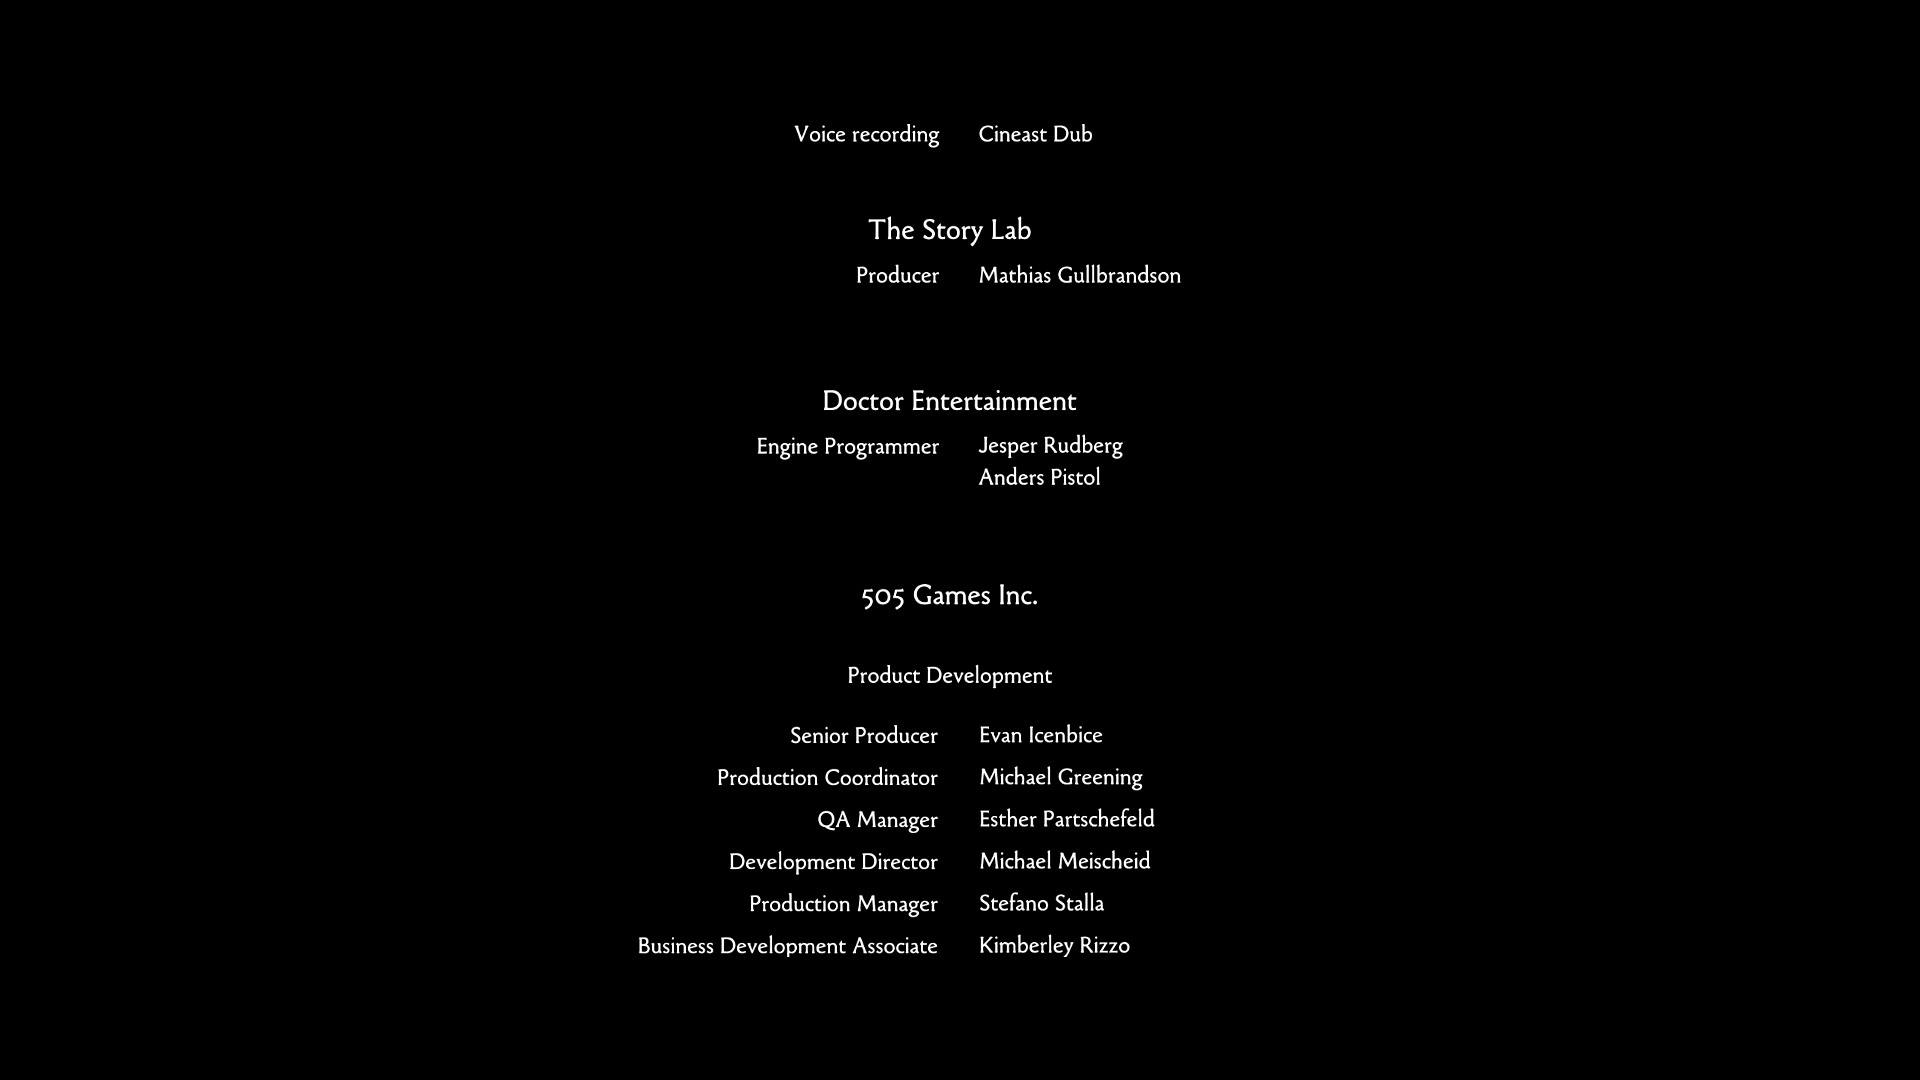 Voice recording Cineast Dub
The Story Lab
Producer Mathias Gullbrandson
Doctor Entertainment
Engine Programmer Jesper Rudberg
Anders Pistol
505 Games Inc.
Product Development
Senior Producer Evan Icenbice
Production Coordinator Michael Greening
QA Manager Esther Partschefeld
Development Director Michael Meischeid
Production Manager Stefano Stalla
Business Development Associate Kimberley Rizzo